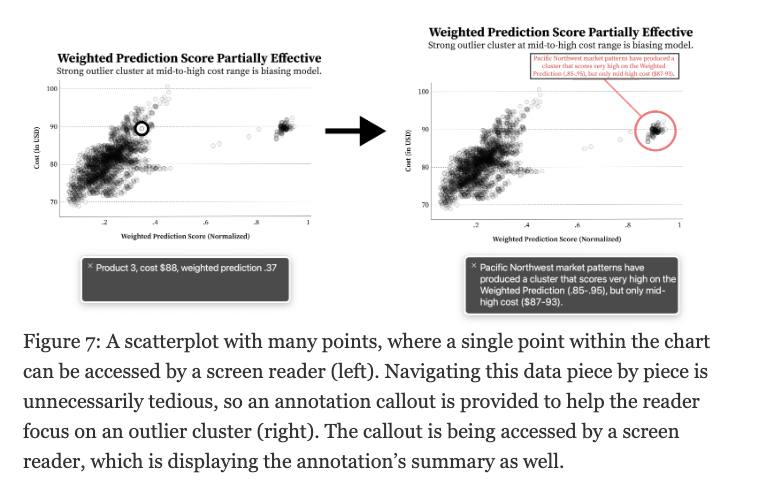 Weighted Prediction Score Partially Effective
Strong outlier cluster at mid-to-high cost range is biasing model.
100
90
80
70
Cost (in USD)
.2
.4
.6
.8
1
Weighted Prediction Score (Normalized)
× Product 3, cost $88, weighted prediction .37
Weighted Prediction Score Partially Effective
Strong outlier cluster at mid-to-high cost range is biasing model.
Pacific Northwest market patterns have produced a
cluster that scores very high on the Weighted
Prediction (.85-.95), but only mid-high cost ($87-93).
100
90
80
70
Cost (in USD)
.2
.4
.6
.8
1
Weighted Prediction Score (Normalized)
× Pacific Northwest market patterns have
produced a cluster that scores very high on the
Weighted Prediction (.85-.95), but only mid-
high cost ($87-93).
Figure 7: A scatterplot with many points, where a single point within the chart
can be accessed by a screen reader (left). Navigating this data piece by piece is
unnecessarily tedious, so an annotation callout is provided to help the reader
focus on an outlier cluster (right). The callout is being accessed by a screen
reader, which is displaying the annotation’s summary as well.